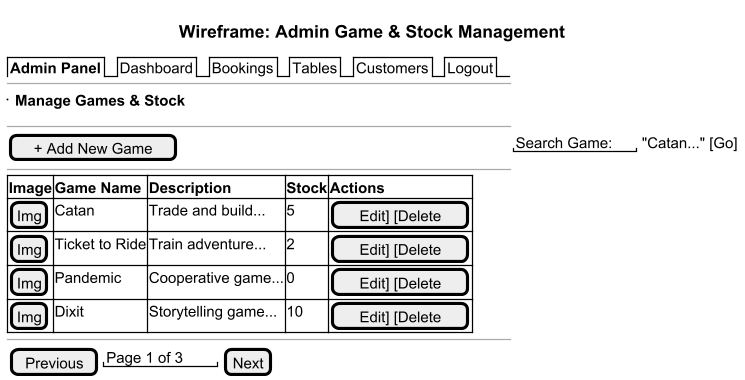 Wireframe: Admin Game & Stock Management
Admin Panel Dashboard Bookings Tables Customers Logout
· Manage Games & Stock
+ Add New Game Search Game: "Catan..." [Go]
Image Game Name Description Stock Actions
Img Catan Trade and build... 5 Edit] [Delete
Img Ticket to Ride Train adventure... 2 Edit] [Delete
Img Pandemic Cooperative game... 0 Edit] [Delete
Img Dixit Storytelling game... 10 Edit] [Delete
Previous Page 1 of 3 Next